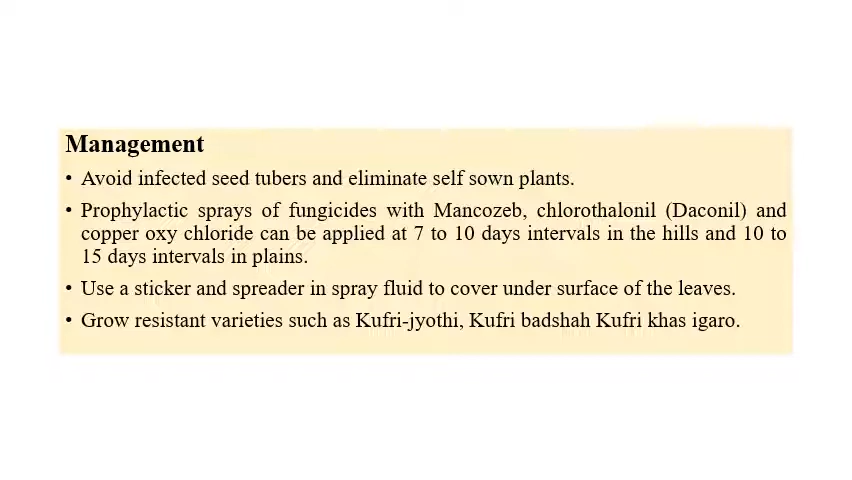 Management
• Avoid infected seed tubers and eliminate self sown plants.
• Prophylactic sprays of fungicides with Mancozeb, chlorothalonil (Daconil) and
copper oxy chloride can be applied at 7 to 10 days intervals in the hills and 10 to
15 days intervals in plains.
• Use a sticker and spreader in spray fluid to cover under surface of the leaves.
• Grow resistant varieties such as Kufri-jyothi, Kufri badshah Kufri khas igaro.